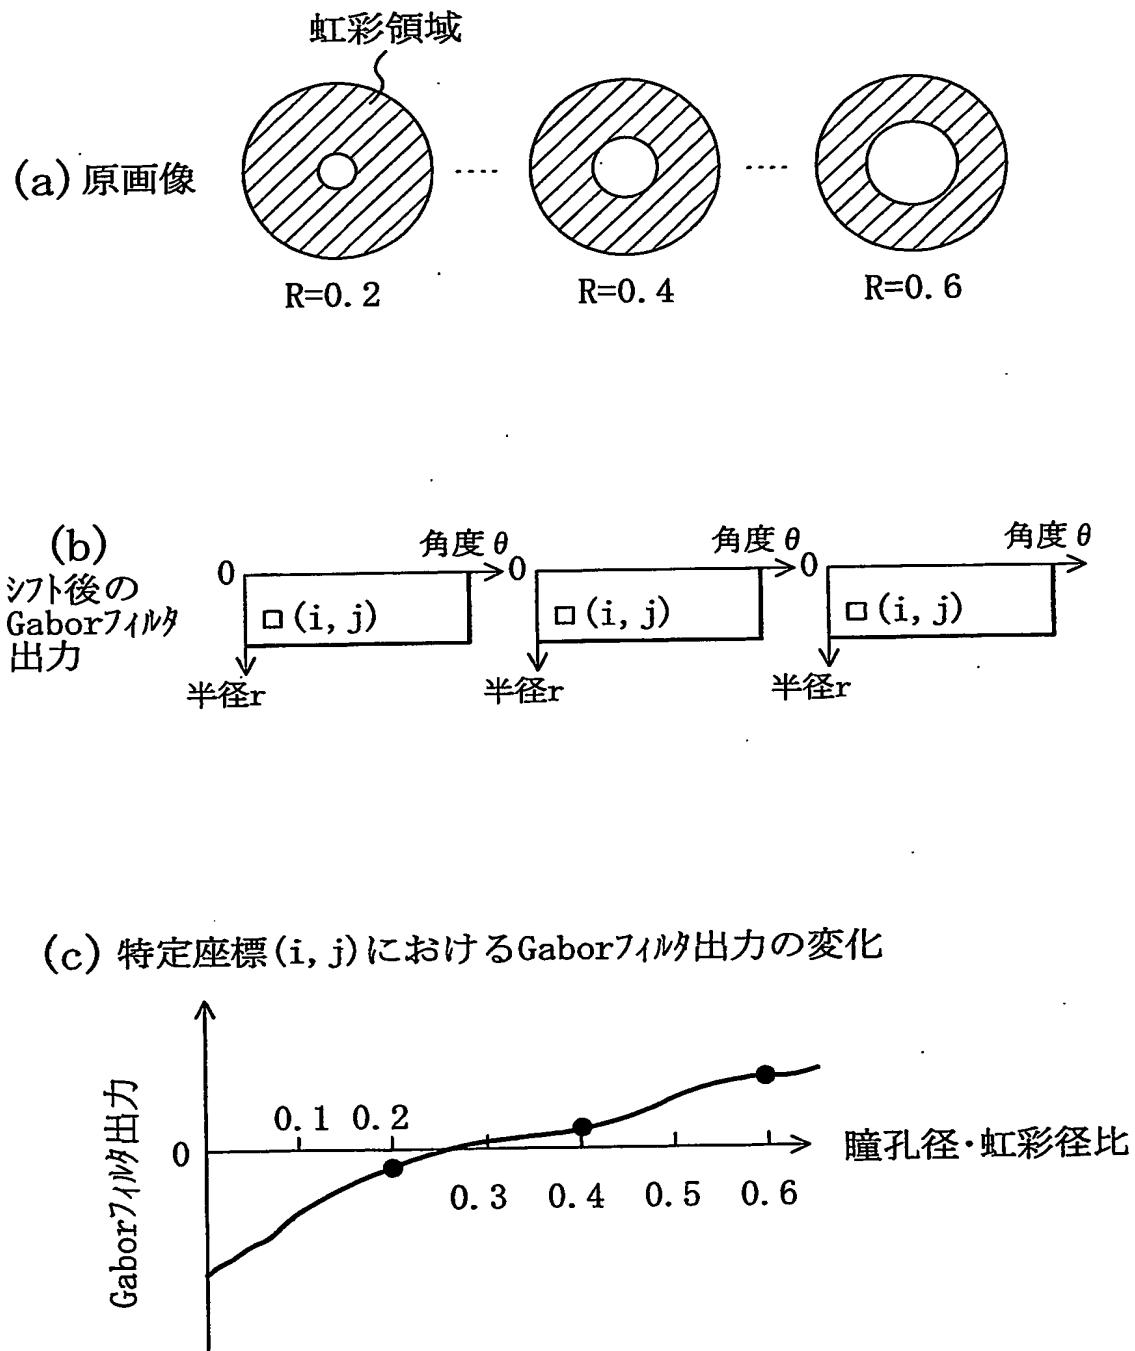 虹彩領域
(a) 原画像
R=0.2
R=0.4
R=0.6
(b)
シフト後の
Gaborフィルタ
出力
0
角度θ
(i, j)
半径r
0
角度θ
(i, j)
半径r
0
角度θ
(i, j)
半径r
(c) 特定座標(i, j)におけるGaborフィルタ出力の変化
Gaborフィルタ出力
0
0.1 0.2
0.3 0.4 0.5 0.6
瞳孔径・虹彩径比